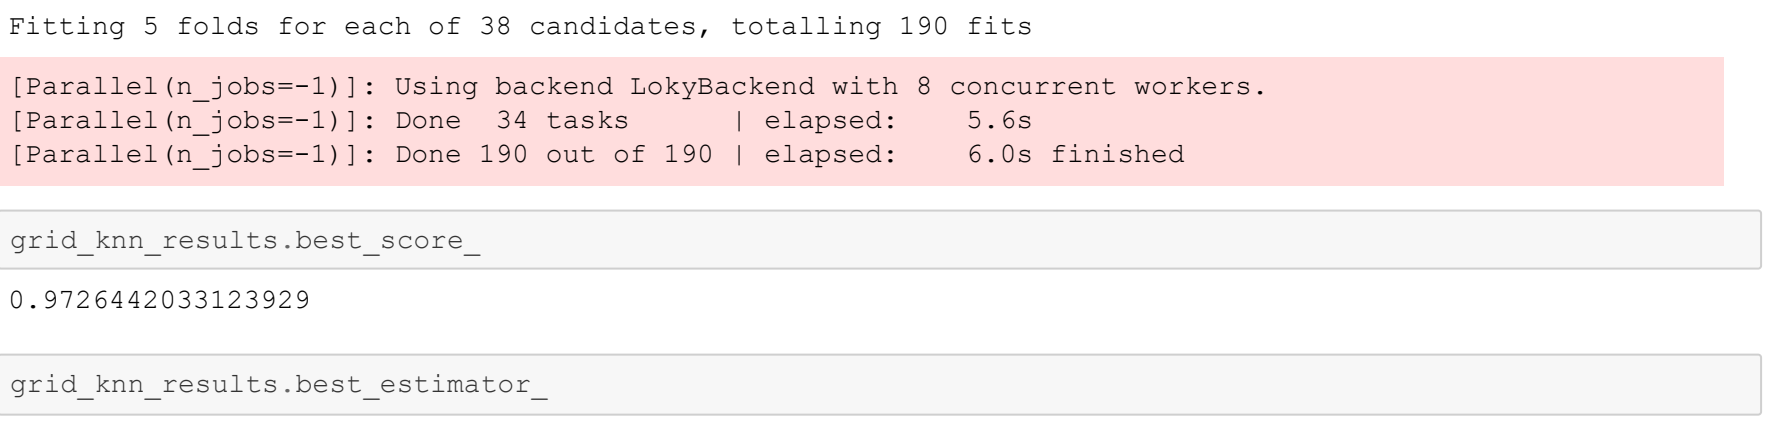 Fitting 5 folds for each of 38 candidates, totalling 190 fits
[Parallel(n_jobs=-1)]: Using backend LokyBackend with 8 concurrent workers.
[Parallel(n_jobs=-1)]: Done  34 tasks      | elapsed:    5.6s
[Parallel(n_jobs=-1)]: Done 190 out of 190 | elapsed:    6.0s finished
grid_knn_results.best_score_
0.9726442033123929
grid_knn_results.best_estimator_